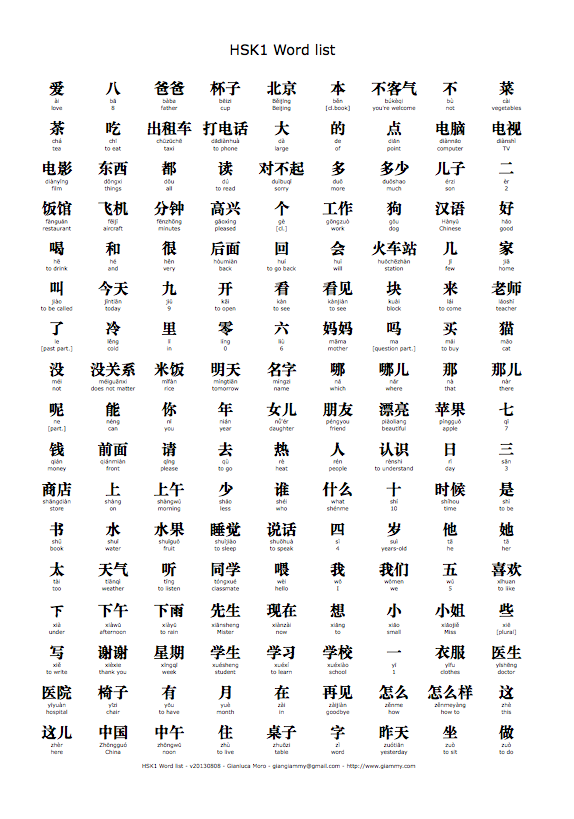 HSK1 Word list
爱 八 爸爸 杯子 北京 本 不客气 不 菜
ài bā bàba bēizi Běijīng běn búkèqi bù cài
love 8 father cup Beijing [cl.book] you're welcome not vegetables
茶 吃 出租车 打电话 大 的 点 电脑 电视
chá chī chūzūchē dǎdiànhuà dà de diǎn diànnǎo diànshì
tea to eat taxi to phone large of point computer TV
电影 东西 都 读 对不起 多 多少 儿子 二
diànyǐng dōngxi dōu dú duìbuqǐ duō duōshao érzi èr
film things all to read sorry more much son 2
饭馆 飞机 分钟 高兴 个 工作 狗 汉语 好
fànguǎn fēijī fēnzhōng gāoxìng gè gōngzuò gǒu Hànyǔ hǎo
restaurant aircraft minutes pleased [cl.] work dog Chinese good
喝 和 很 后面 回 会 火车站 几 家
hē hé hěn hòumiàn huí huì huǒchēzhàn jǐ jiā
to drink and very back to go back will station few home
叫 今天 九 开 看 看见 块 来 老师
jiào jīntiān jiǔ kāi kàn kànjiàn kuài lái lǎoshī
to be called today 9 to open to see to see block to come teacher
了 冷 里 零 六 妈妈 吗 买 猫
le lěng lǐ líng liù māma ma mǎi māo
[past part.] cold in 0 6 mother [question part.] to buy cat
没 没关系 米饭 明天 名字 哪 哪儿 那 那儿
méi méiguānxi mǐfàn míngtiān míngzi nǎ nǎr nà nàr
not does not matter rice tomorrow name which where that there
呢 能 你 年 女儿 朋友 漂亮 苹果 七
ne néng nǐ nián nǚ'ér péngyou piàoliang píngguǒ qī
[part.] can you year daughter friend beautiful apple 7
钱 前面 请 去 热 人 认识 日 三
qián qiánmiàn qǐng qù rè rén rènshi rì sān
money front please to go heat people to understand day 3
商店 上 上午 少 谁 什么 十 时候 是
shāngdiàn shàng shàngwǔ shǎo shéi what shí shíhou shì
store on morning less who shénme 10 time to be
书 水 水果 睡觉 说话 四 岁 他 她
shū shuǐ shuǐguǒ shuìjiào shuōhuà sì suì tā tā
book water fruit to sleep to speak 4 years-old he her
太 天气 听 同学 喂 我 我们 五 喜欢
tài tiānqì tīng tóngxué wèi wǒ wǒmen wǔ xǐhuan
too weather to listen classmate hello I we 5 to like
下 下午 下雨 先生 现在 想 小 小姐 些
xià xiàwǔ xiàyǔ xiānsheng xiànzài xiǎng xiǎo xiǎojiě xiē
under afternoon to rain Mister now to small Miss [plural]
写 谢谢 星期 学生 学习 学校 一 衣服 医生
xiě xièxie xīngqī xuésheng xuéxí xuéxiào yī yīfu yīshēng
to write thank you week student to learn school 1 clothes doctor
医院 椅子 有 月 在 再见 怎么 怎么样 这
yīyuàn yǐzi yǒu yuè zài zàijiàn zěnme zěnmeyàng zhè
hospital chair to have month in goodbye how how to this
这儿 中国 中午 住 桌子 字 昨天 坐 做
zhèr Zhōngguó zhōngwǔ zhù zhuōzi zì zuótiān zuò zuò
here China noon to live table word yesterday to sit to do
HSK1 Word list - v20130808 - Gianluca Moro - giangiammy@gmail.com - http://www.giammy.com